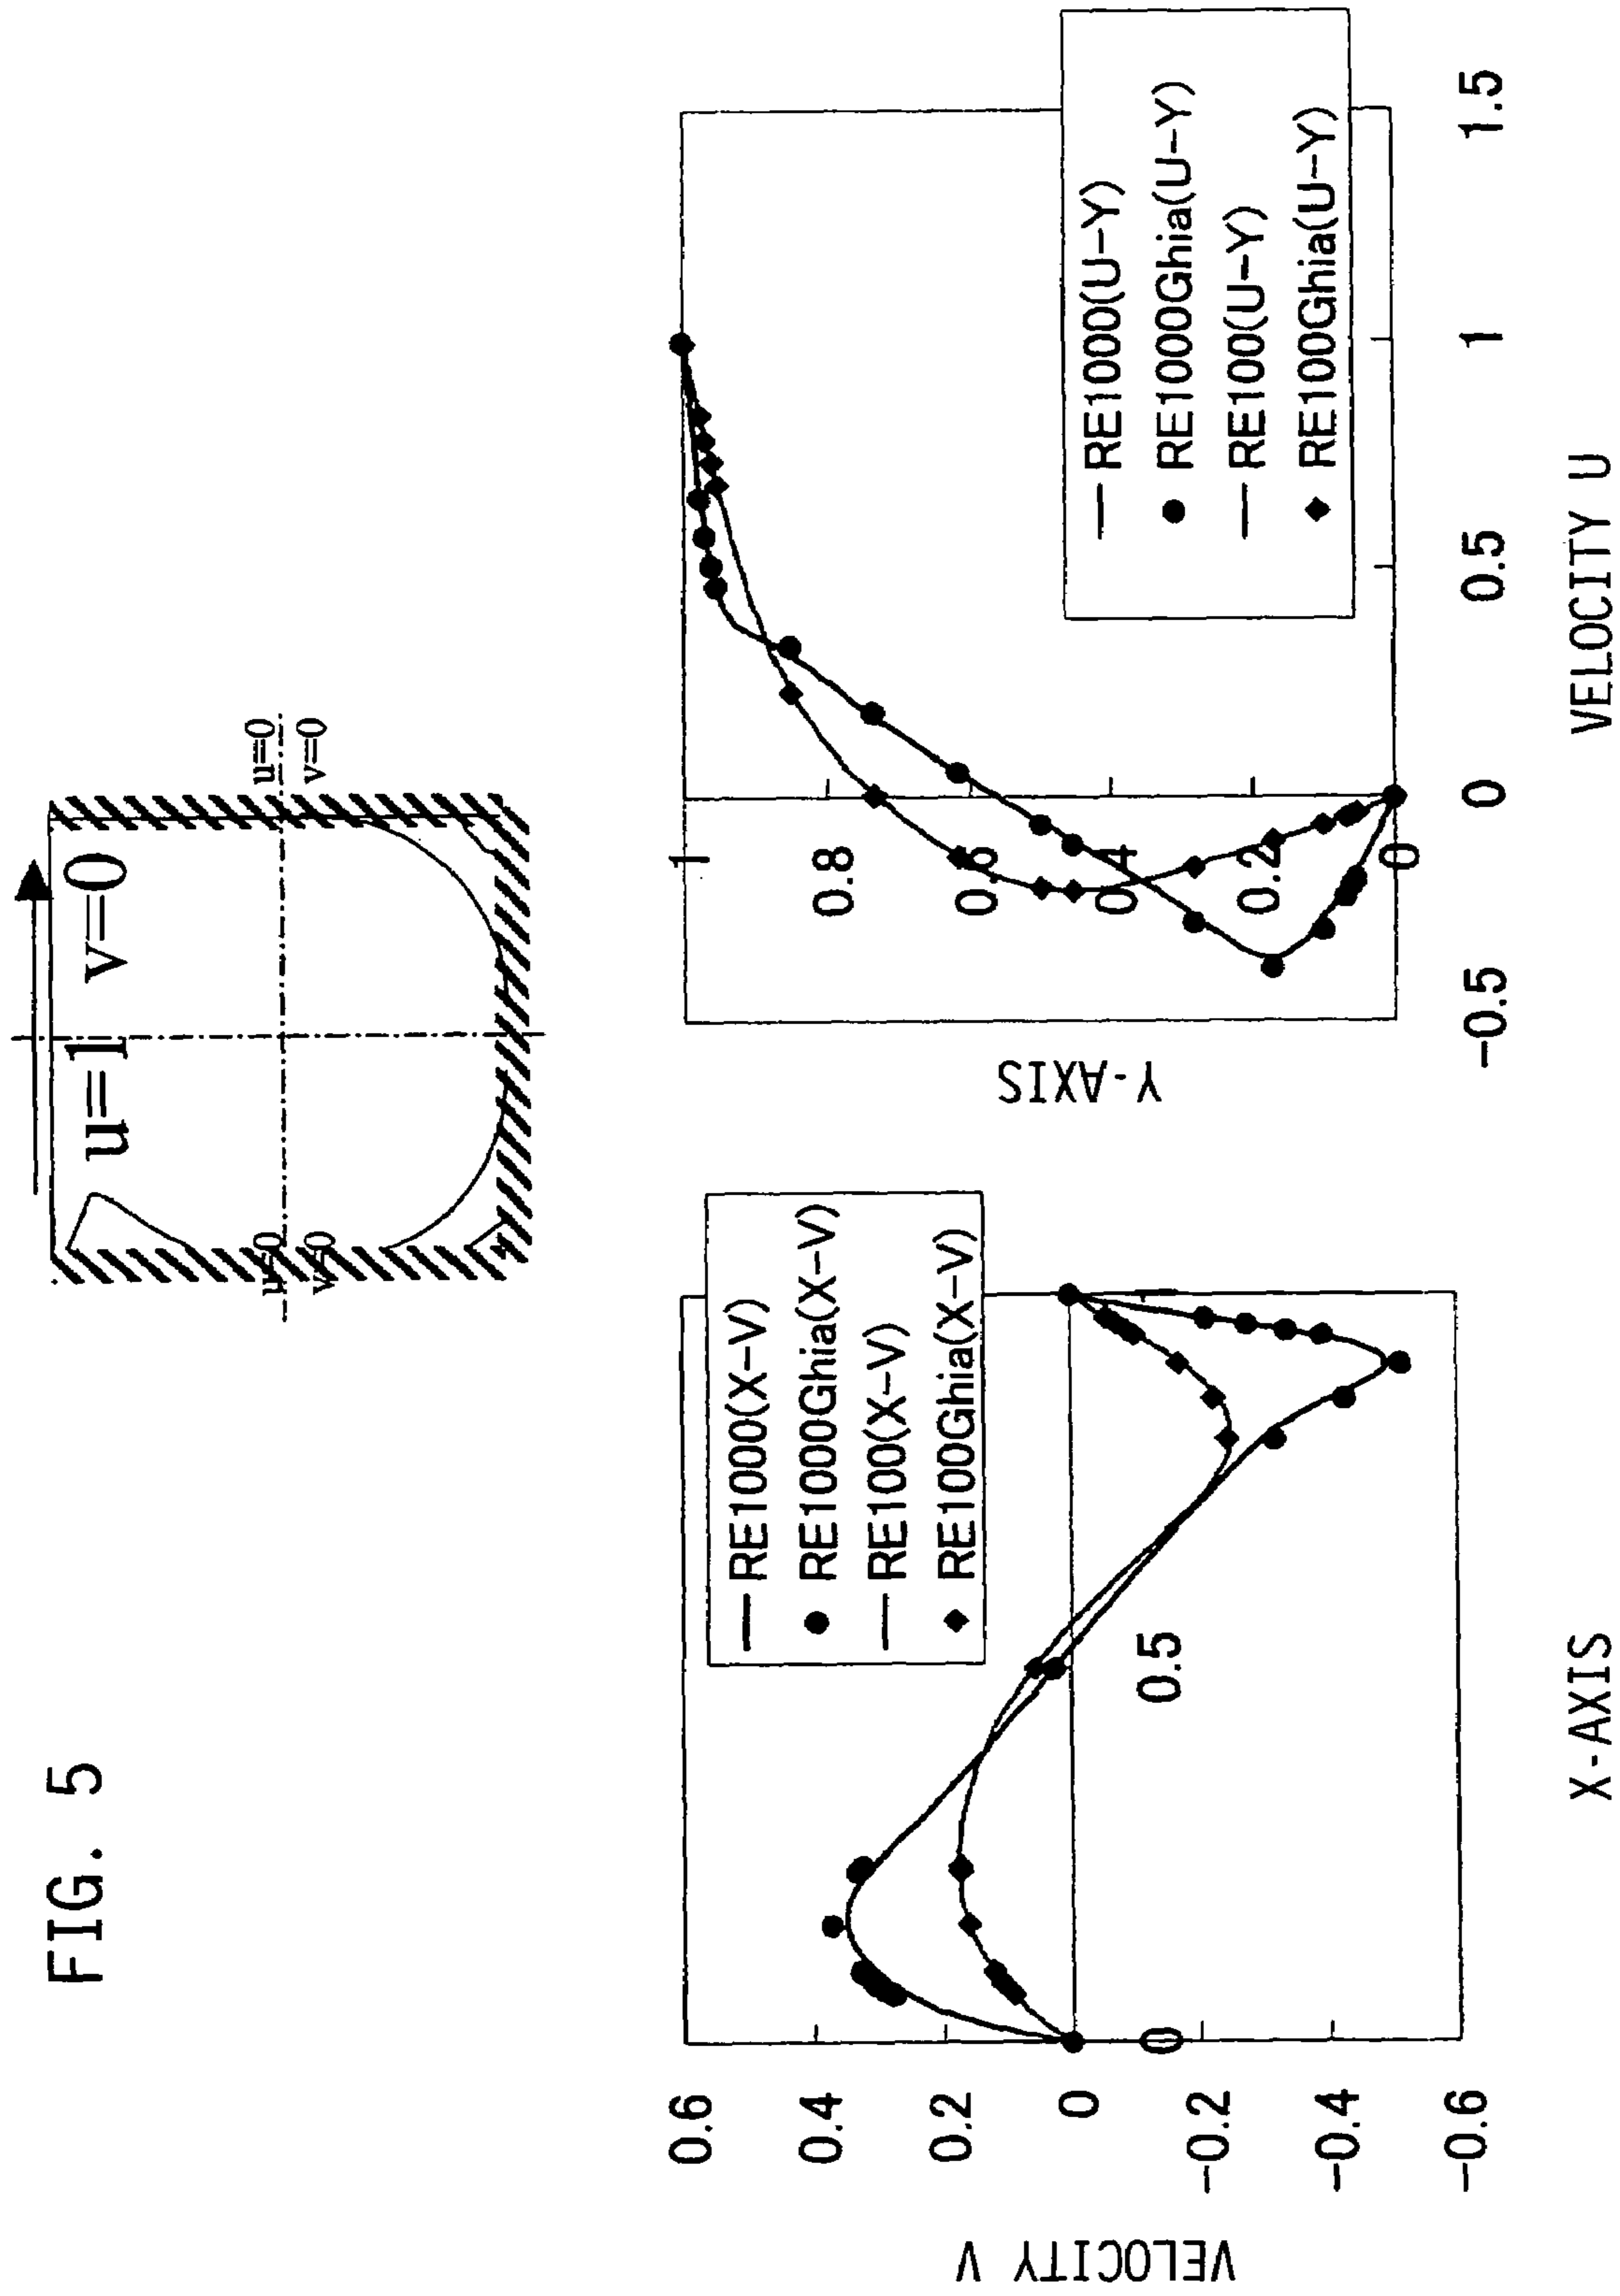 FIG. 5
u=1 v=0
u=0
v=0
u=0
v=0
VELOCITY V
0.6
0.4
0.2
0
-0.2
-0.4
-0.6
0
0.5
1
X-AXIS
RE1000(X-V)
RE1000Ghia(X-V)
RE100(X-V)
RE100Ghia(X-V)
Y-AXIS
1
0.8
0.6
0.4
0.2
0
-0.5
0
0.5
1
1.5
VELOCITY U
RE1000(U-Y)
RE1000Ghia(U-Y)
RE100(U-Y)
RE100Ghia(U-Y)